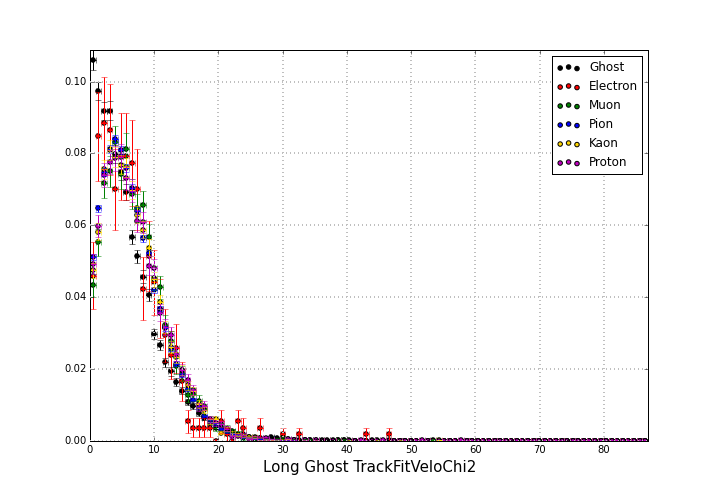 Ghost
Electron
Muon
Pion
Kaon
Proton
0.10
0.08
0.06
0.04
0.02
0.00
0 10 20 30 40 50 60 70 80
Long Ghost TrackFitVeloChi2